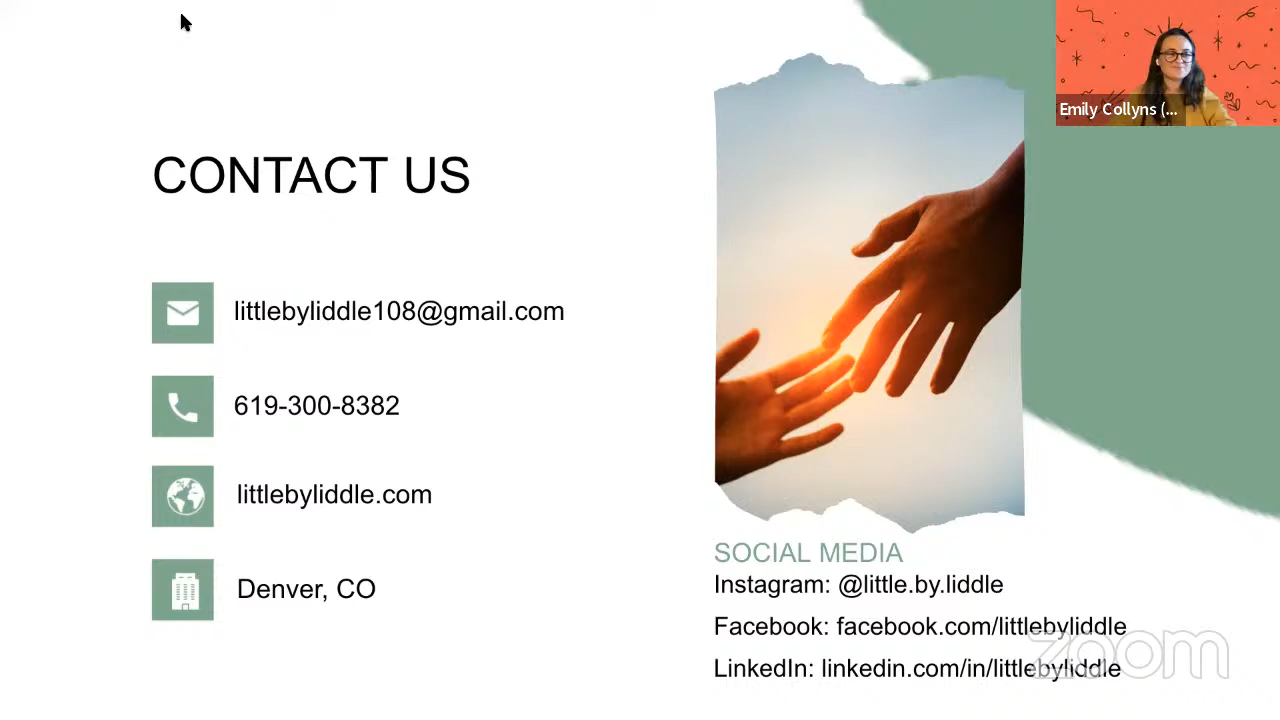 Emily Collyns (...
CONTACT US
littlebyliddle108@gmail.com
619-300-8382
littlebyliddle.com
Denver, CO
SOCIAL MEDIA
Instagram: @little.by.liddle
Facebook: facebook.com/littlebyliddle
LinkedIn: linkedin.com/in/littlebyliddle
zoom